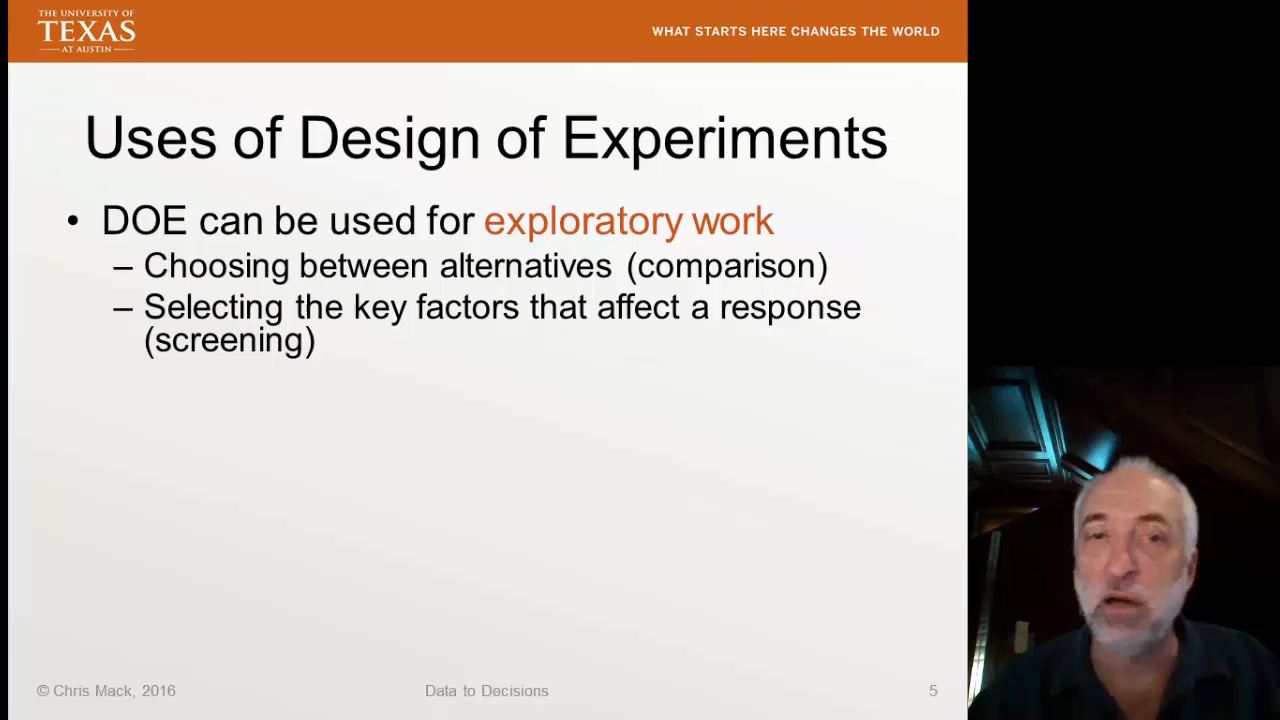 THE UNIVERSITY OF
TEXAS
AT AUSTIN
WHAT STARTS HERE CHANGES THE WORLD
Uses of Design of Experiments
• DOE can be used for exploratory work
– Choosing between alternatives (comparison)
– Selecting the key factors that affect a response
(screening)
© Chris Mack, 2016
Data to Decisions
5